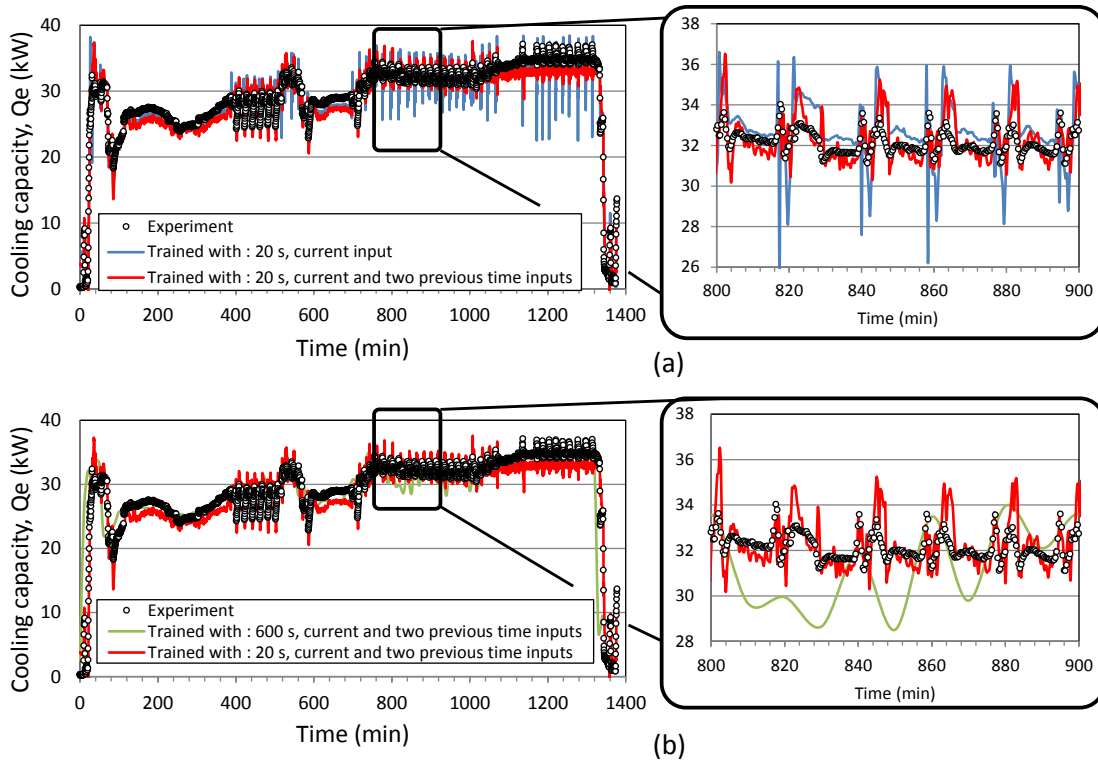 Cooling capacity, Qe (kW)
40
30
20
10
0
Experiment
Trained with : 20 s, current input
Trained with : 20 s, current and two previous time inputs
0 200 400 600 800 1000 1200 1400
Time (min)
38
36
34
32
30
28
26
800 820 840 860 880 900
Time (min)
(a)
Cooling capacity, Qe (kW)
40
30
20
10
0
Experiment
Trained with : 600 s, current and two previous time inputs
Trained with : 20 s, current and two previous time inputs
0 200 400 600 800 1000 1200 1400
Time (min)
38
36
34
32
30
28
800 820 840 860 880 900
Time (min)
(b)